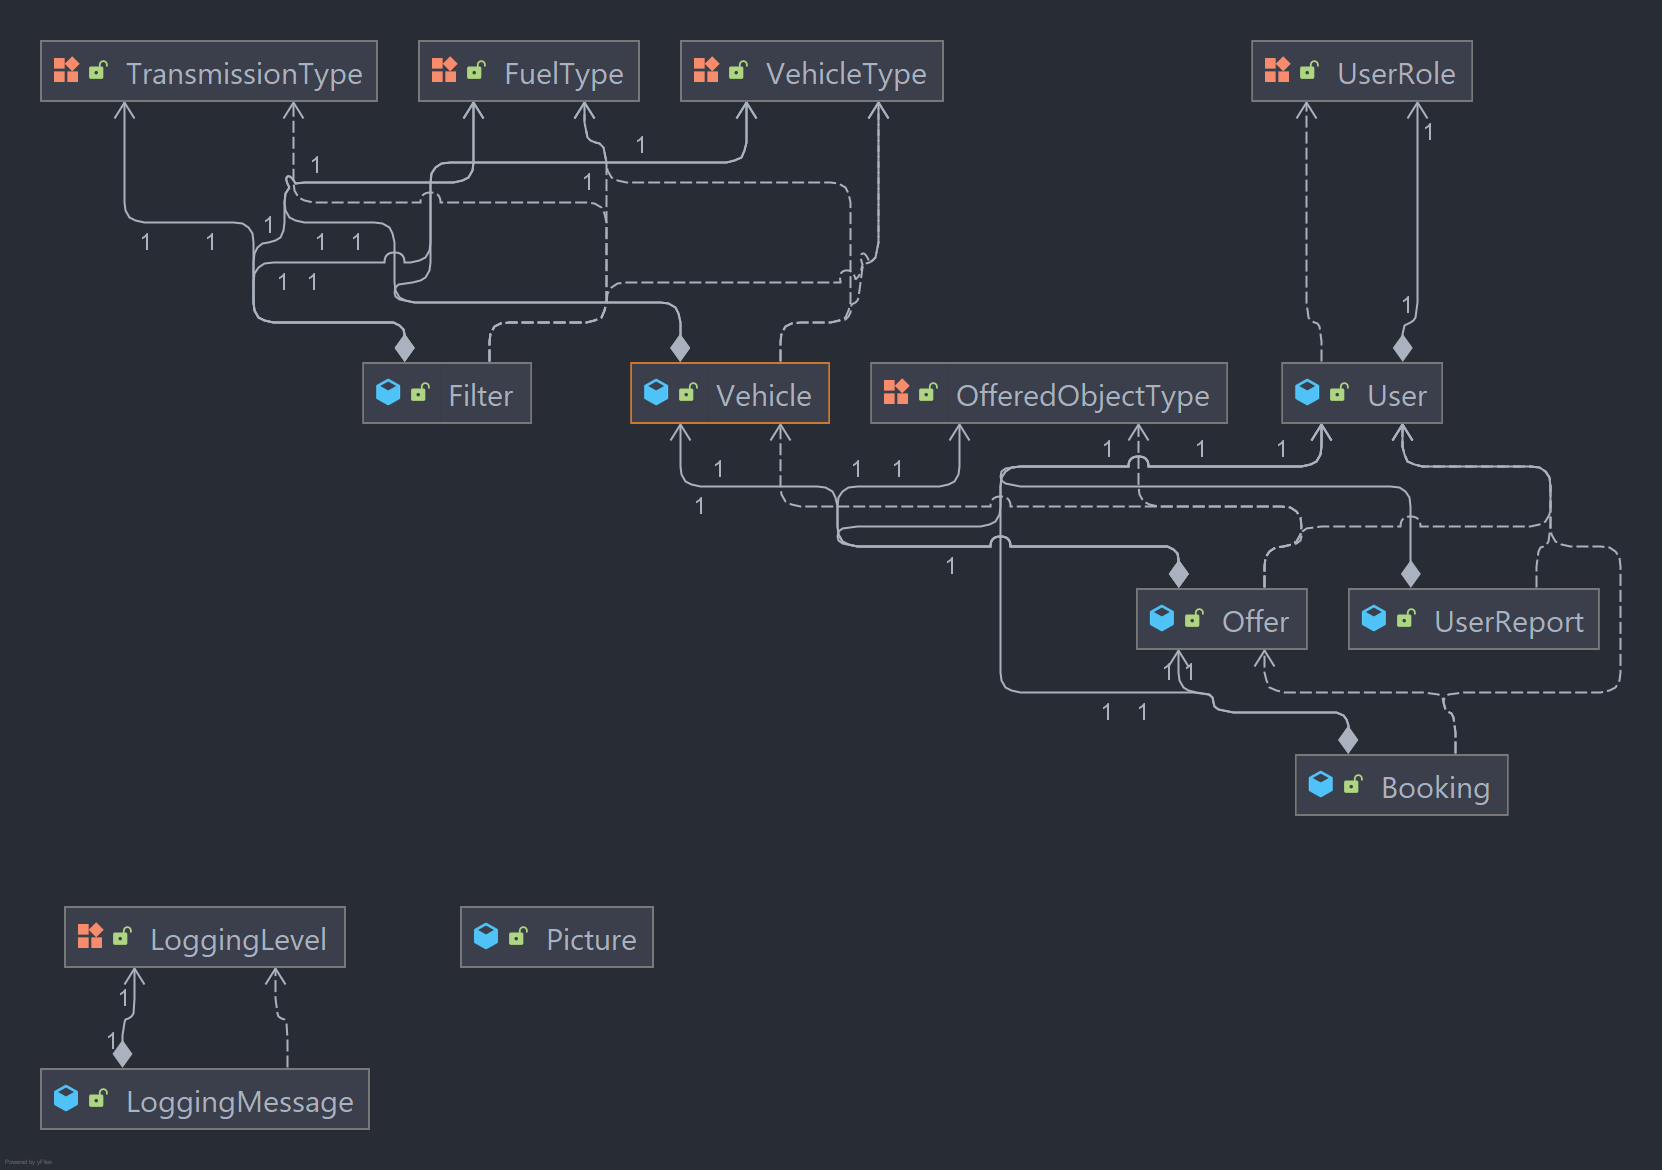 TransmissionType
FuelType
VehicleType
UserRole
1
1
1
1
1
1
1
1
1
1
1
1
Filter
Vehicle
OfferedObjectType
User
1
1
1
1
1
1
1
1
Offer
UserReport
1
1
1
1
Booking
LoggingLevel
Picture
1
1
LoggingMessage
Powered by yFiles